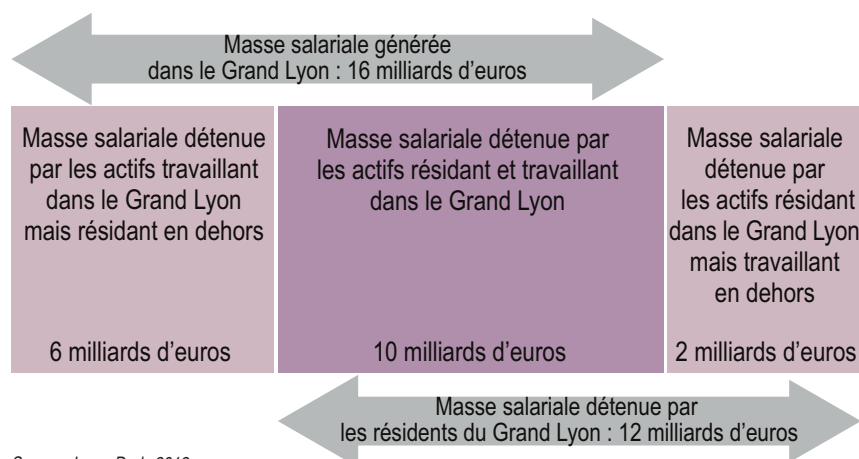 Masse salariale générée
dans le Grand Lyon : 16 milliards d’euros
Masse salariale détenue
par les actifs travaillant
dans le Grand Lyon
mais résidant en dehors
6 milliards d’euros
Masse salariale détenue par
les actifs résidant et travaillant
dans le Grand Lyon
10 milliards d’euros
Masse salariale
détenue par
les actifs résidant
dans le Grand Lyon
mais travaillant
en dehors
2 milliards d’euros
Masse salariale détenue par
les résidents du Grand Lyon : 12 milliards d’euros